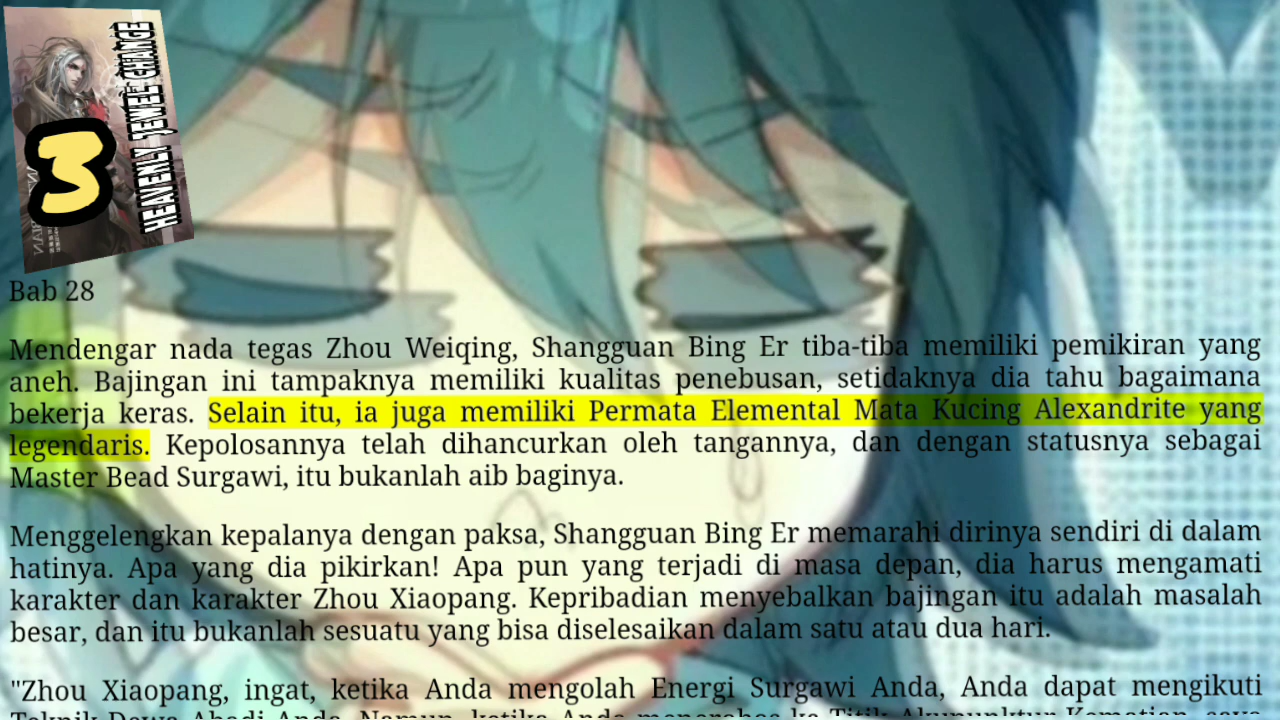 HEAVENLY JEWEL CHANGE
3
Bab 28
Mendengar nada tegas Zhou Weiqing, Shangguan Bing Er tiba-tiba memiliki pemikiran yang
aneh. Bajingan ini tampaknya memiliki kualitas penebusan, setidaknya dia tahu bagaimana
bekerja keras. Selain itu, ia juga memiliki Permata Elemental Mata Kucing Alexandrite yang
legendaris. Kepolosannya telah dihancurkan oleh tangannya, dan dengan statusnya sebagai
Master Bead Surgawi, itu bukanlah aib baginya.
Menggelengkan kepalanya dengan paksa, Shangguan Bing Er memarahi dirinya sendiri di dalam
hatinya. Apa yang dia pikirkan! Apa pun yang terjadi di masa depan, dia harus mengamati
karakter dan karakter Zhou Xiaopang. Kepribadian menyebalkan bajingan itu adalah masalah
besar, dan itu bukanlah sesuatu yang bisa diselesaikan dalam satu atau dua hari.
"Zhou Xiaopang, ingat, ketika Anda mengolah Energi Surgawi Anda, Anda dapat mengikuti